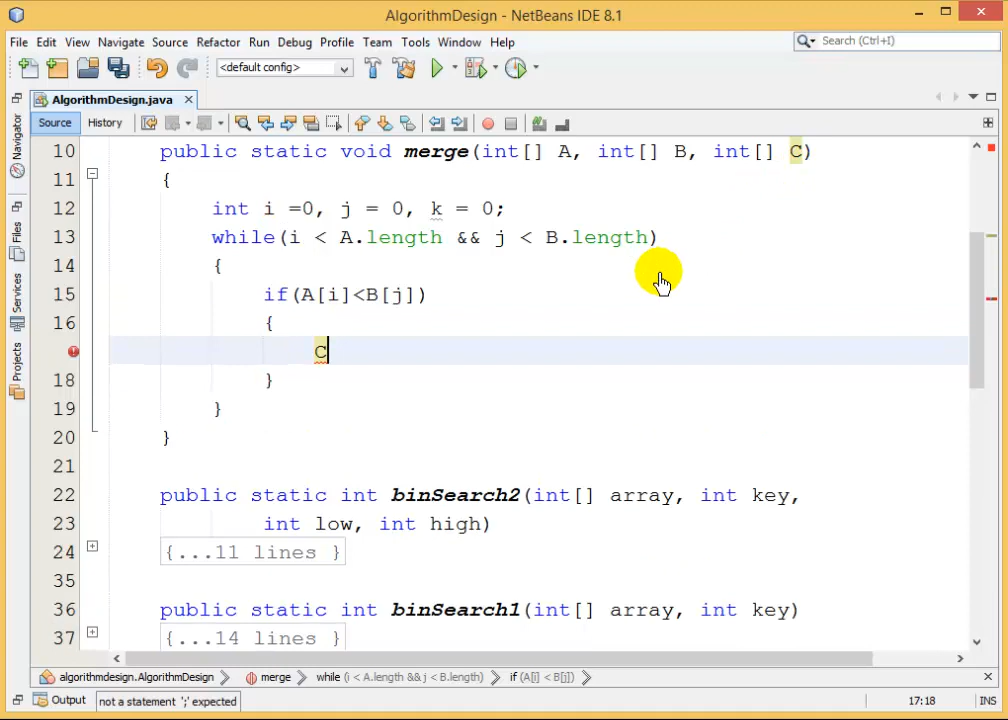 AlgorithmDesign - NetBeans IDE 8.1
File Edit View Navigate Source Refactor Run Debug Profile Team Tools Window Help
Search (Ctrl+I)
<default config>
AlgorithmDesign.java
Source History
Navigator
Files
Services
Projects
10 public static void merge(int[] A, int[] B, int[] C)
11 {
12 int i =0, j = 0, k = 0;
13 while(i < A.length && j < B.length)
14 {
15 if(A[i]<B[j])
16 {
C
18 }
19 }
20 }
21
22 public static int binSearch2(int[] array, int key,
23 int low, int high)
24 {...11 lines }
35
36 public static int binSearch1(int[] array, int key)
37 {...14 lines }
algorithmdesign.AlgorithmDesign merge while (i < A.length && j < B.length) if (A[i] < B[j])
Output not a statement ';' expected 17:18 INS